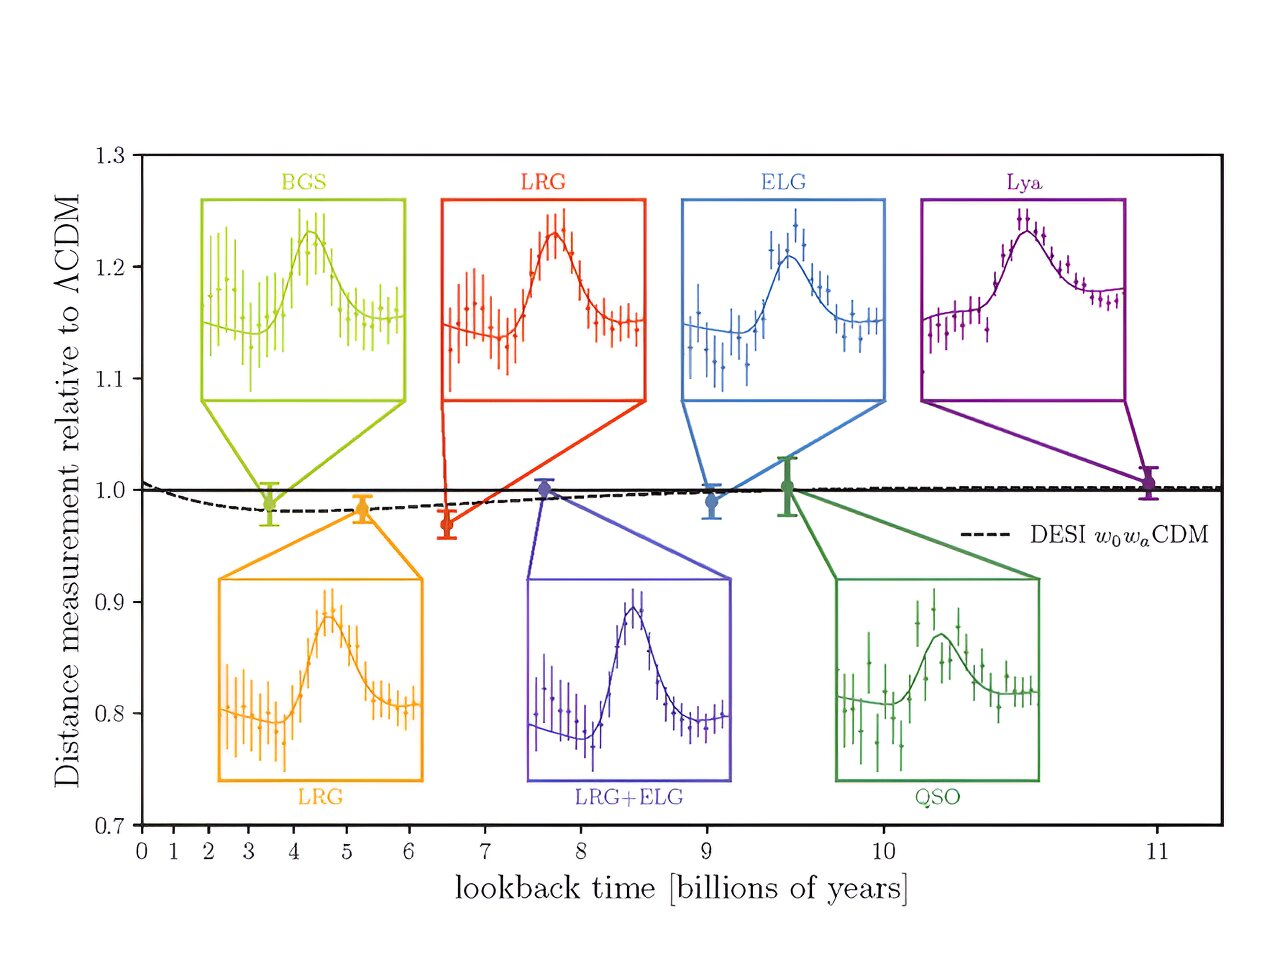 Distance measurement relative to ΛCDM
1.3
1.2
1.1
1.0
0.9
0.8
0.7
BGS
LRG
ELG
Lya
DESI w₀wₐCDM
LRG
LRG+ELG
QSO
0 1 2 3 4 5 6 7 8 9 10 11
lookback time [billions of years]